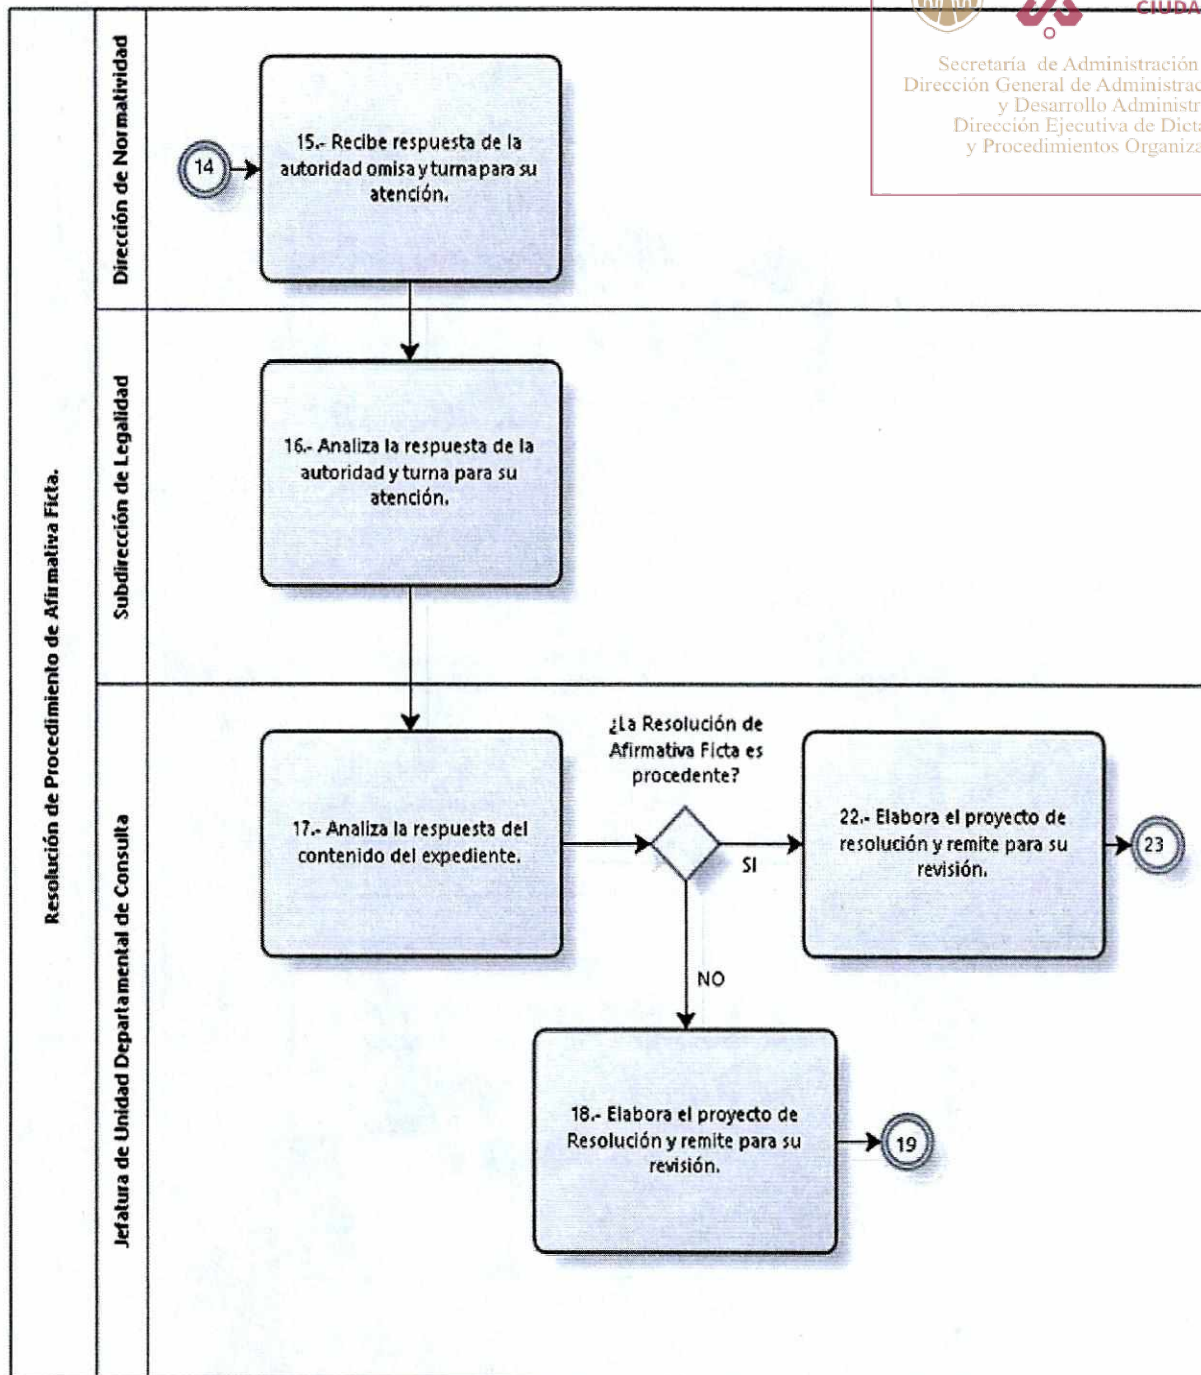 CIUDA
Secretaría de Administración
Dirección General de Administrac
y Desarrollo Administr
Dirección Ejecutiva de Dicta
y Procedimientos Organiza
Resolución de Procedimiento de Afirmativa Ficta.
Dirección de Normatividad
14
15.- Recibe respuesta de la
autoridad omisa y turna para su
atención.
Subdirección de Legalidad
16.- Analiza la respuesta de la
autoridad y turna para su
atención.
Jefatura de Unidad Departamental de Consulta
17.- Analiza la respuesta del
contenido del expediente.
¿La Resolución de
Afirmativa Ficta es
procedente?
SI
22.- Elabora el proyecto de
resolución y remite para su
revisión.
23
NO
18.- Elabora el proyecto de
Resolución y remite para su
revisión.
19